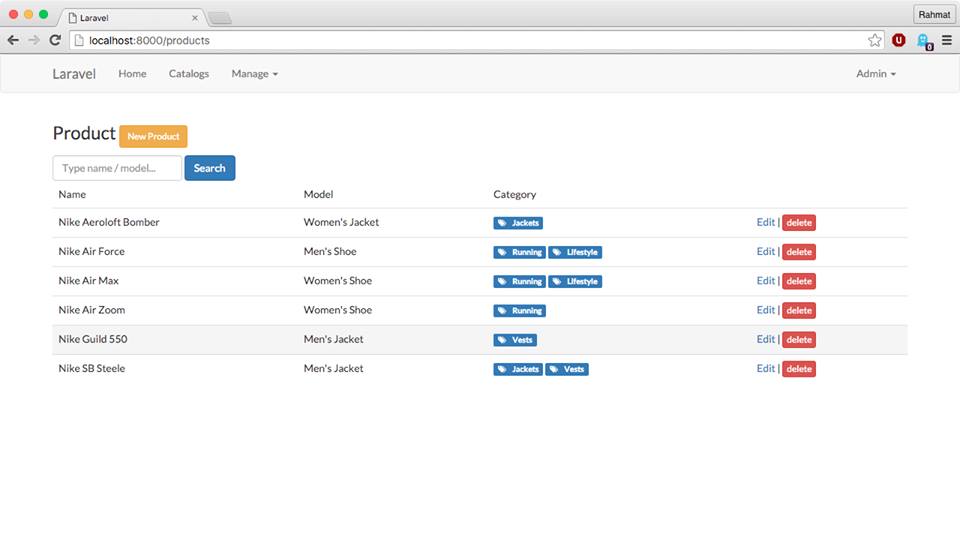 Laravel
Rahmat
localhost:8000/products
U
0
Laravel Home Catalogs Manage Admin
Product New Product
Type name / model... Search
Name Model Category
Nike Aeroloft Bomber Women's Jacket Jackets Edit | delete
Nike Air Force Men's Shoe Running Lifestyle Edit | delete
Nike Air Max Women's Shoe Running Lifestyle Edit | delete
Nike Air Zoom Women's Shoe Running Edit | delete
Nike Guild 550 Men's Jacket Vests Edit | delete
Nike SB Steele Men's Jacket Jackets Vests Edit | delete